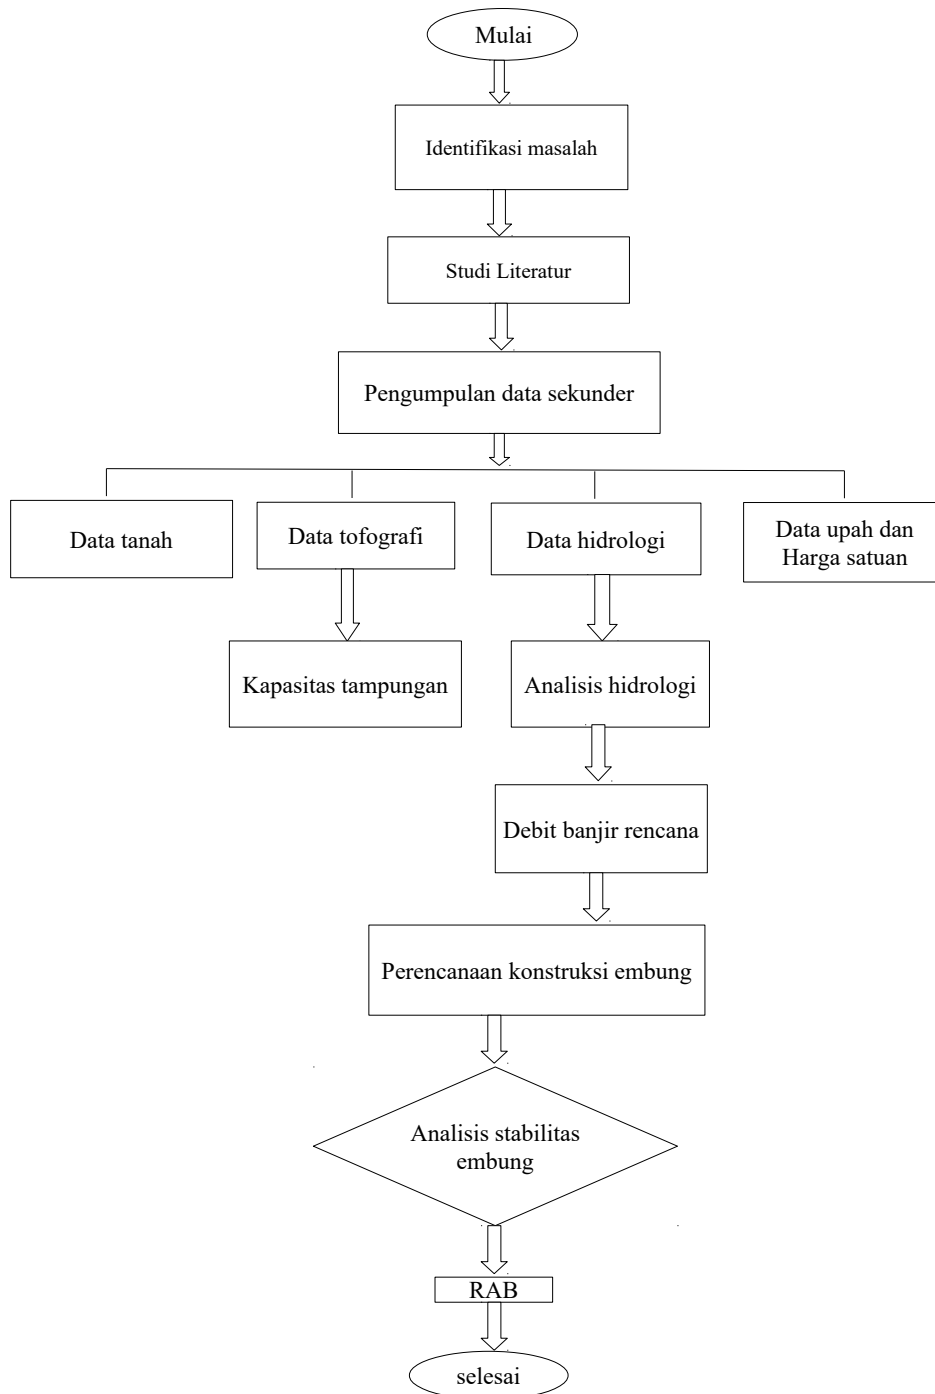 Mulai
Identifikasi masalah
Studi Literatur
Pengumpulan data sekunder
Data tanah
Data tofografi
Data hidrologi
Data upah dan
Harga satuan
Kapasitas tampungan
Analisis hidrologi
Debit banjir rencana
Perencanaan konstruksi embung
Analisis stabilitas
embung
RAB
selesai